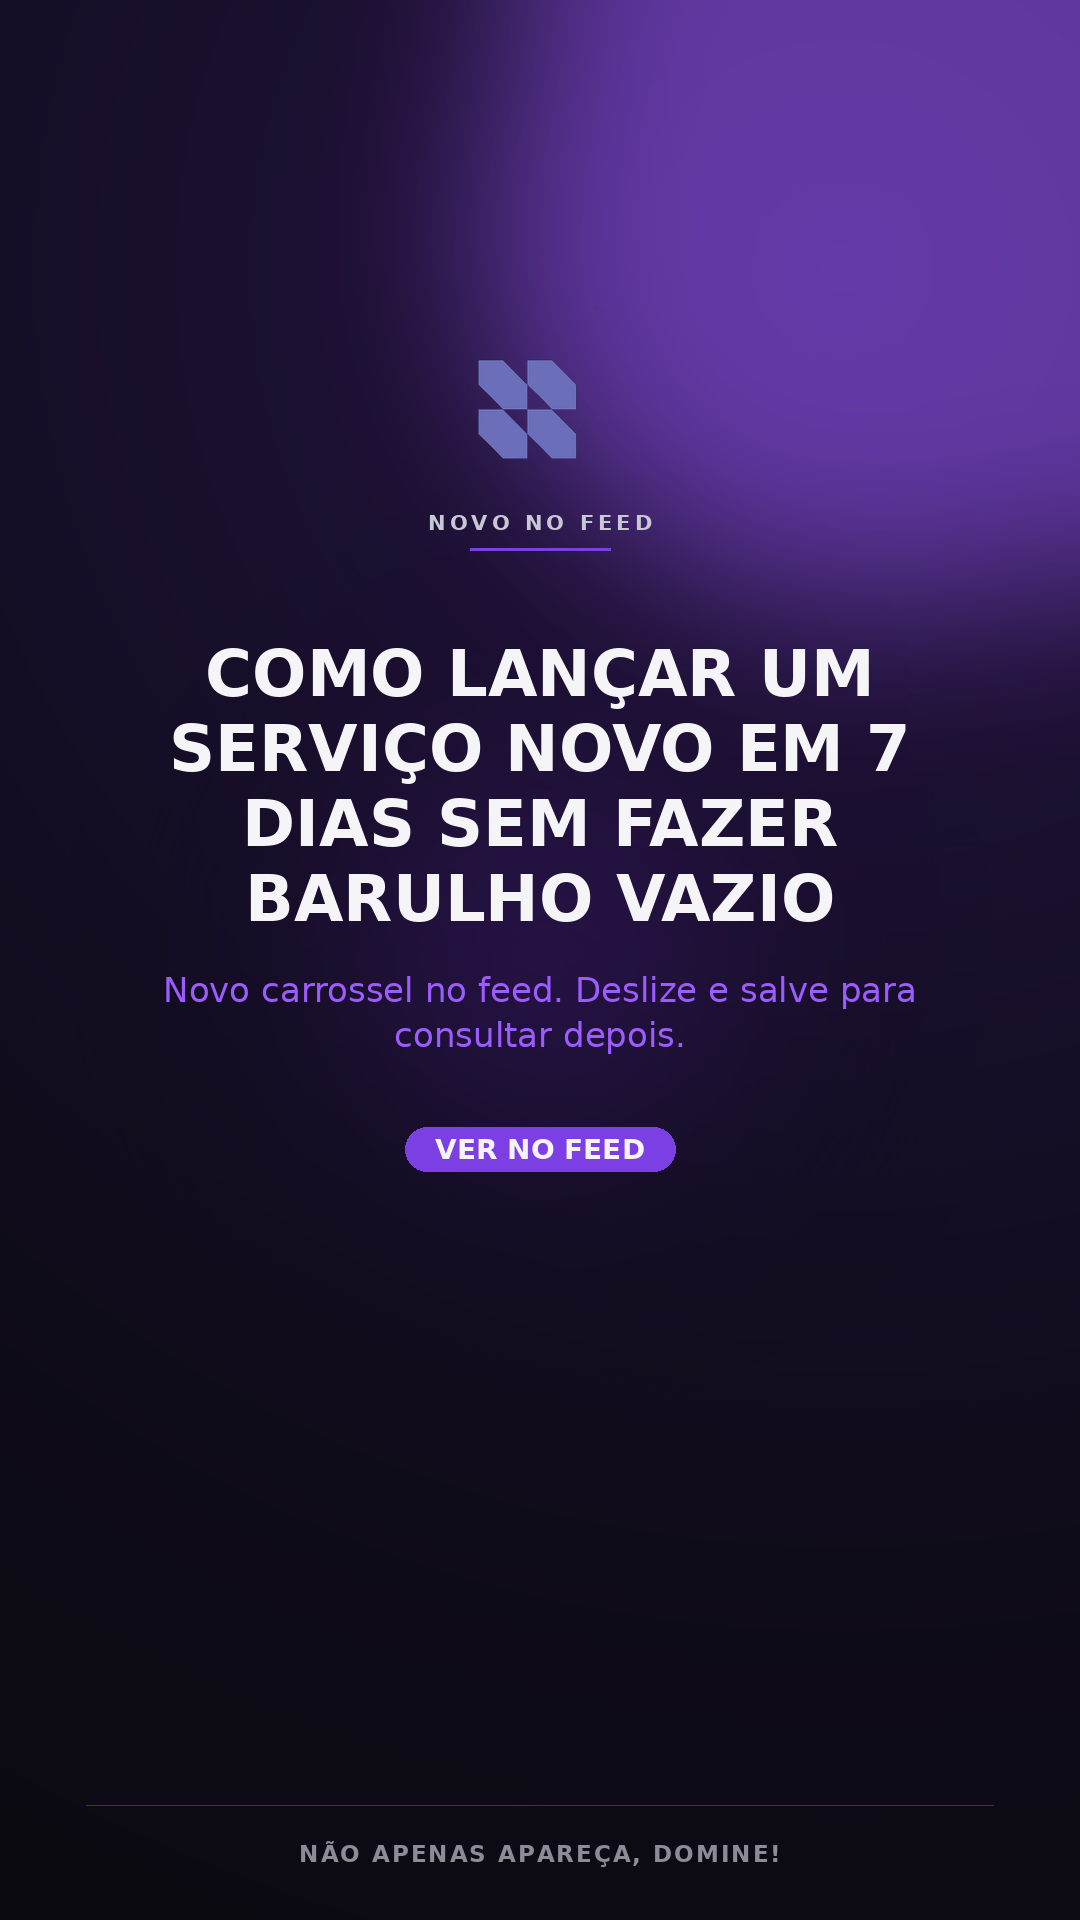 NOVO NO FEED
COMO LANÇAR UM
SERVIÇO NOVO EM 7
DIAS SEM FAZER
BARULHO VAZIO
Novo carrossel no feed. Deslize e salve para
consultar depois.
VER NO FEED
NÃO APENAS APAREÇA, DOMINE!